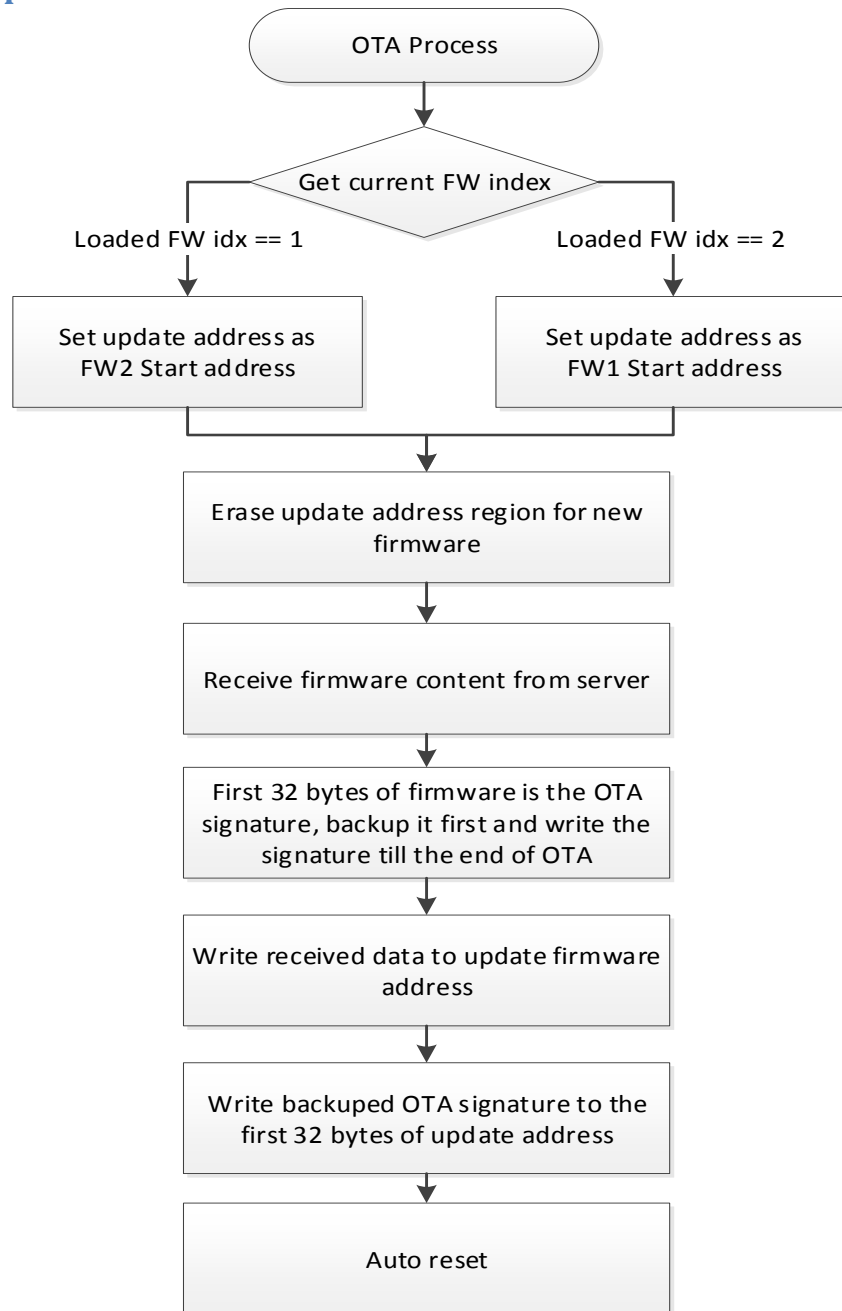 OTA Process
Get current FW index
Loaded FW idx == 1
Loaded FW idx == 2
Set update address as
FW2 Start address
Set update address as
FW1 Start address
Erase update address region for new
firmware
Receive firmware content from server
First 32 bytes of firmware is the OTA
signature, backup it first and write the
signature till the end of OTA
Write received data to update firmware
address
Write backuped OTA signature to the
first 32 bytes of update address
Auto reset